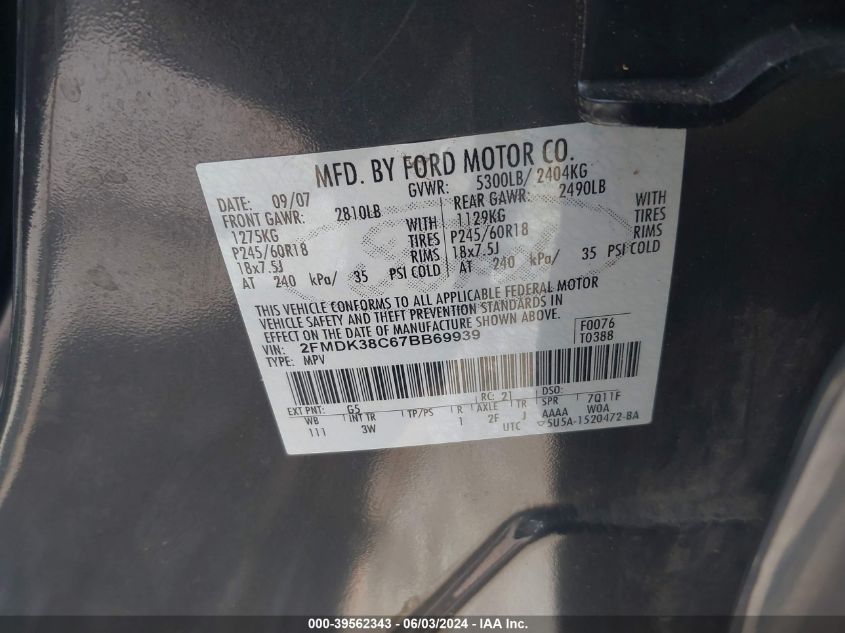 MFD. BY FORD MOTOR CO.
DATE: 09/07 GVWR: 5300LB/ 2404KG
FRONT GAWR: 2810LB REAR GAWR: 2490LB
1275KG WITH 1129KG WITH
P245/60R18 TIRES P245/60R18 TIRES
18x7.5J RIMS 18x7.5J RIMS
AT 240 kPa/ 35 PSI COLD AT 240 kPa/ 35 PSI COLD
THIS VEHICLE CONFORMS TO ALL APPLICABLE FEDERAL MOTOR
VEHICLE SAFETY AND THEFT PREVENTION STANDARDS IN
EFFECT ON THE DATE OF MANUFACTURE SHOWN ABOVE.
VIN: 2FMDK38C67BB69939 F0076
TYPE: MPV T0388
RC: 21 DSO:
EXT PNT: G5 7Q11F
WB INT TR TP/PS R AXLE TR SPR WOA
111 3W 1 2F J AAAA
UTC 5U5A-1520472-BA
000-39562343 - 06/03/2024 - IAA Inc.